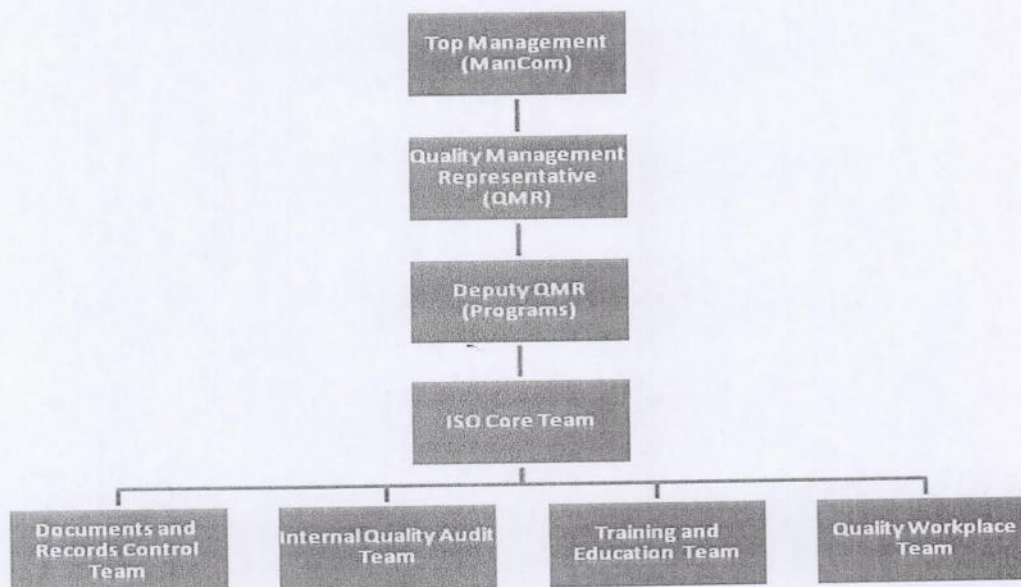 Top Management
(ManCom)
Quality Management
Representative
(QMR)
Deputy QMR
(Programs)
ISO Core Team
Documents and
Records Control
Team
Internal Quality Audit
Team
Training and
Education Team
Quality Workplace
Team